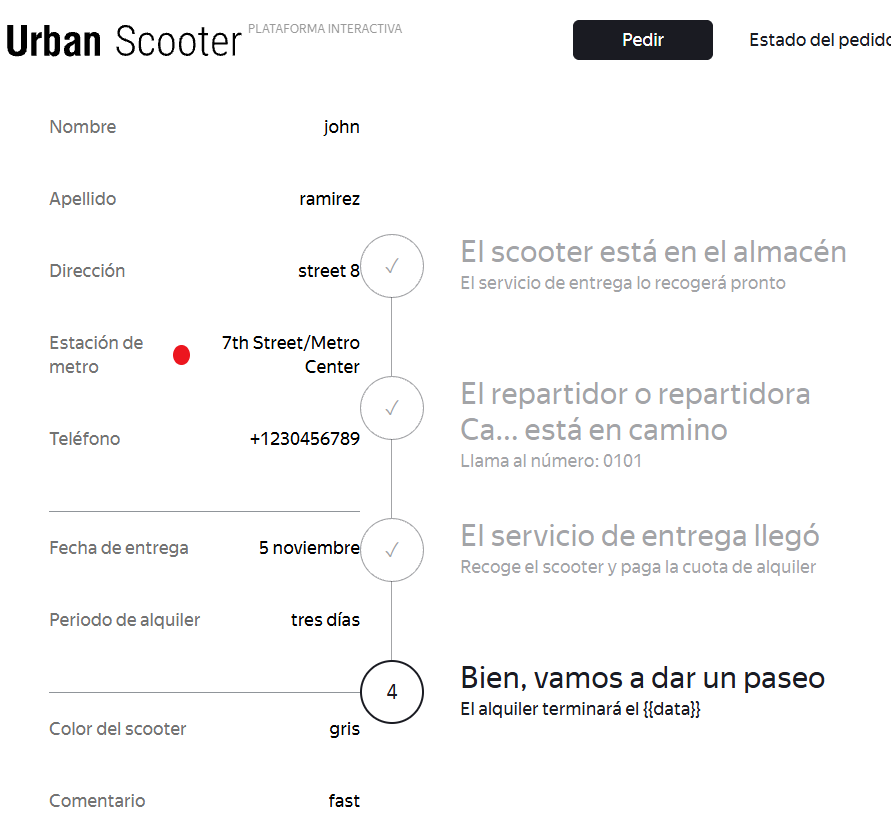 Urban Scooter PLATAFORMA INTERACTIVA
Pedir
Estado del pedido
Nombre john
Apellido ramirez
Dirección street 8
Estación de metro 7th Street/Metro Center
Teléfono +1230456789
Fecha de entrega 5 noviembre
Periodo de alquiler tres días
Color del scooter gris
Comentario fast
✓
El scooter está en el almacén
El servicio de entrega lo recogerá pronto
✓
El repartidor o repartidora
Ca... está en camino
Llama al número: 0101
✓
El servicio de entrega llegó
Recoge el scooter y paga la cuota de alquiler
4
Bien, vamos a dar un paseo
El alquiler terminará el {{data}}